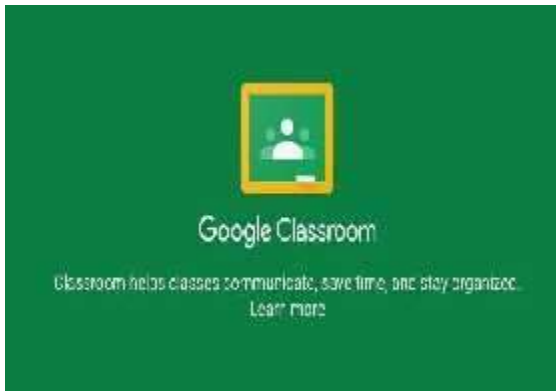 Google Classroom
Classroom helps classes communicate, save time, and stay organized.
Learn more